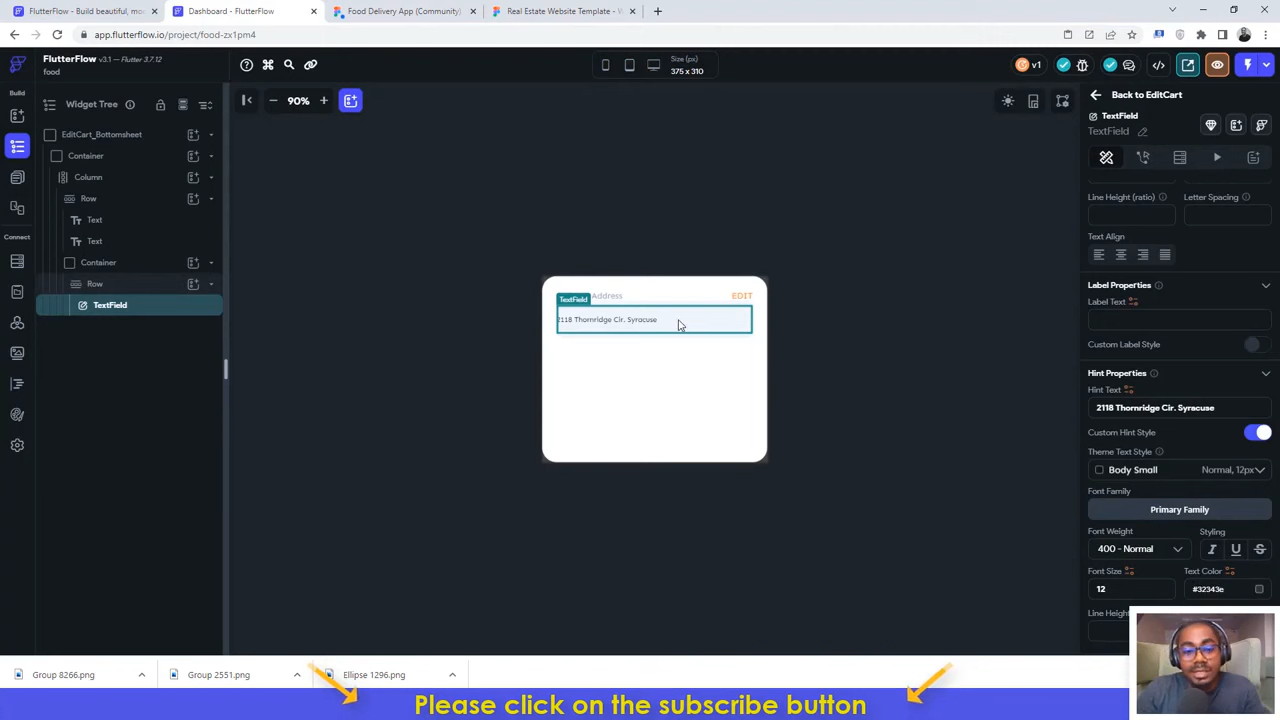 FlutterFlow - Build beautiful, mo
Dashboard - FlutterFlow
Food Delivery App (Community)
Real Estate Website Template - W
app.flutterflow.io/project/food-zx1pm4
FlutterFlow v3.1 – Flutter 3.7.12
food
Size (px)
375 x 310
v1
Build
Connect
Widget Tree
90%
EditCart_Bottomsheet
Container
Column
Row
Text
Text
Container
Row
TextField
TextField
Address
EDIT
2118 Thornridge Cir. Syracuse
Back to EditCart
TextField
TextField
Line Height (ratio)
Letter Spacing
Text Align
Label Properties
Label Text
Custom Label Style
Hint Properties
Hint Text
2118 Thornridge Cir. Syracuse
Custom Hint Style
Theme Text Style
Body Small
Normal, 12px
Font Family
Primary Family
Font Weight
Styling
400 - Normal
Font Size
Text Color
12
#32343e
Line Height
Group 8266.png
Group 2551.png
Ellipse 1296.png
Please click on the subscribe button